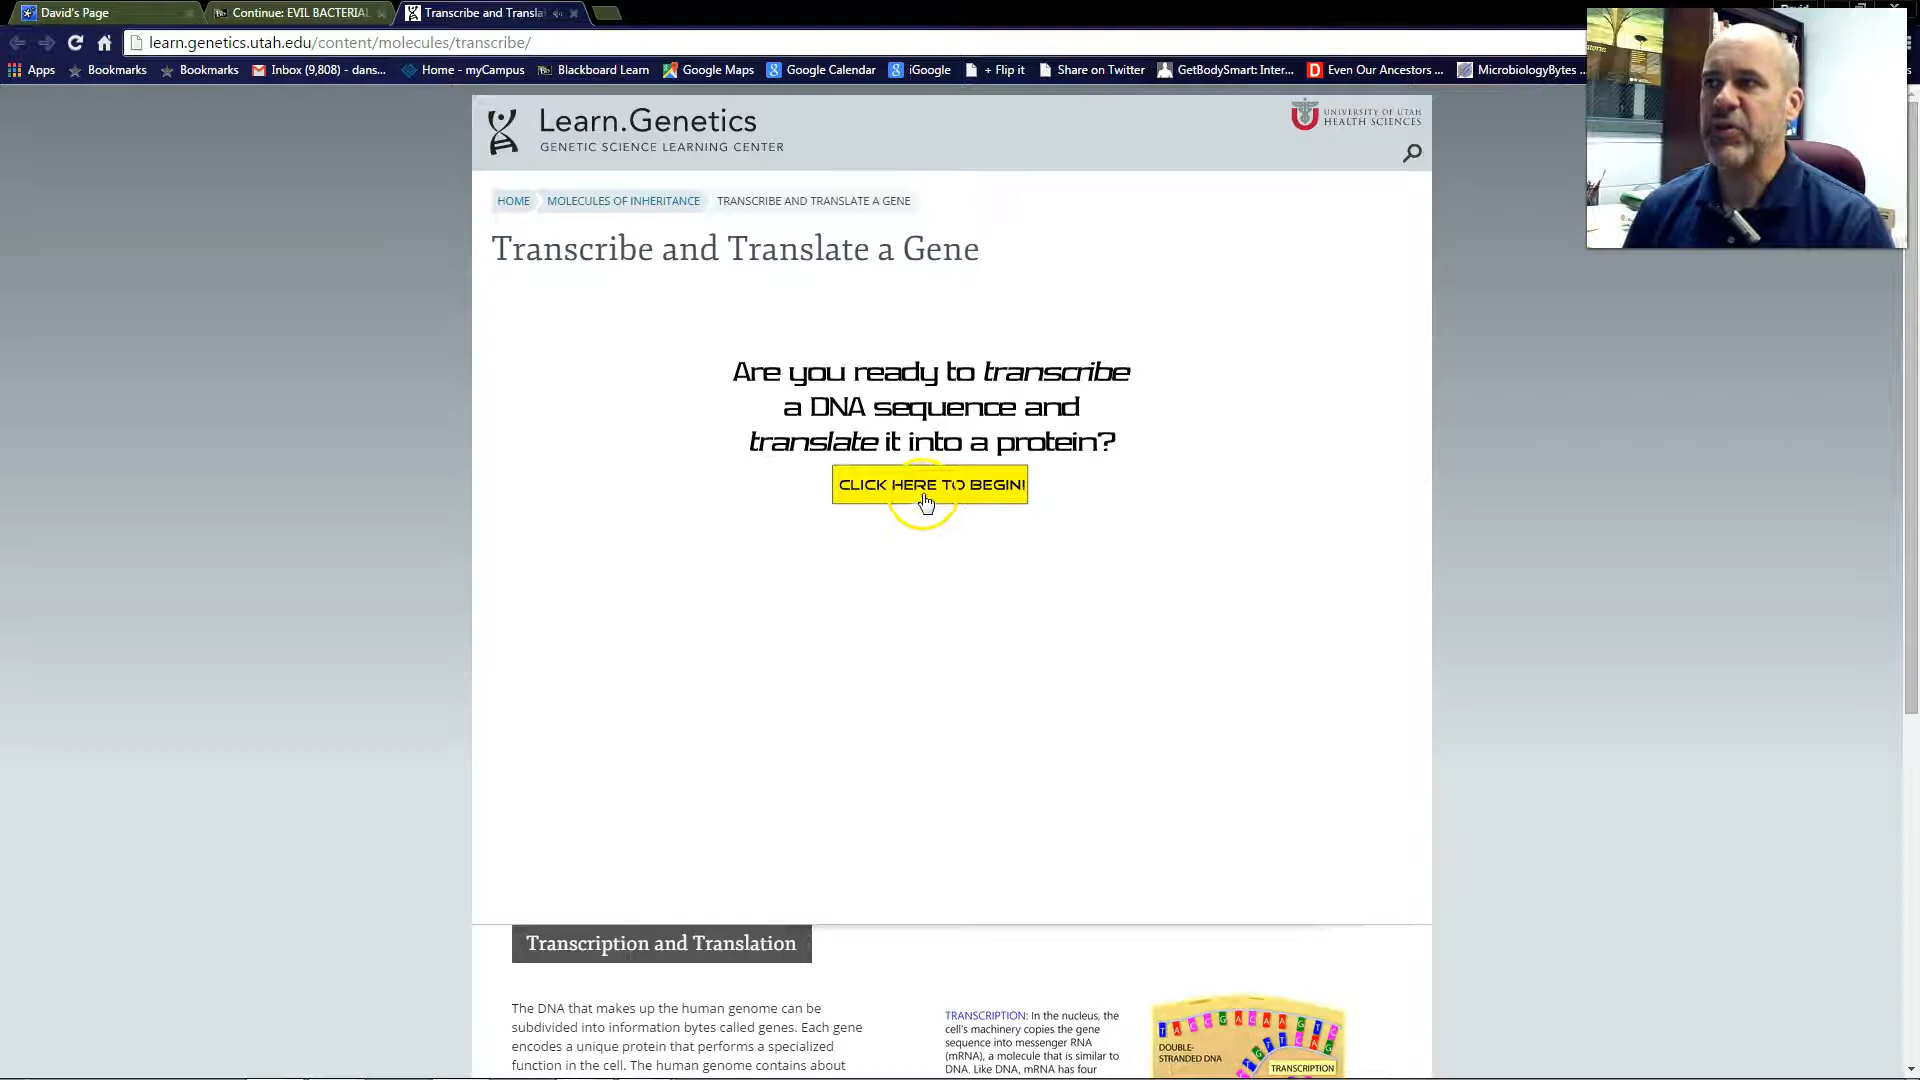 David's Page
Continue: EVIL BACTERIAL
Transcribe and Transla
learn.genetics.utah.edu/content/molecules/transcribe/
Apps Bookmarks Bookmarks Inbox (9,808) - dans... Home - myCampus Blackboard Learn Google Maps Google Calendar iGoogle + Flip it Share on Twitter GetBodySmart: Inter... Even Our Ancestors ... MicrobiologyBytes ...
Learn.Genetics
GENETIC SCIENCE LEARNING CENTER
UNIVERSITY OF UTAH
HEALTH SCIENCES
HOME MOLECULES OF INHERITANCE TRANSCRIBE AND TRANSLATE A GENE
Transcribe and Translate a Gene
Are you ready to transcribe
a DNA sequence and
translate it into a protein?
CLICK HERE TO BEGIN!
Transcription and Translation
The DNA that makes up the human genome can be
subdivided into information bytes called genes. Each gene
encodes a unique protein that performs a specialized
function in the cell. The human genome contains about
TRANSCRIPTION: In the nucleus, the
cell's machinery copies the gene
sequence into messenger RNA
(mRNA), a molecule that is similar to
DNA. Like DNA, mRNA has four
T A C C G A C A A G T C
DOUBLE-
STRANDED DNA
TRANSCRIPTION